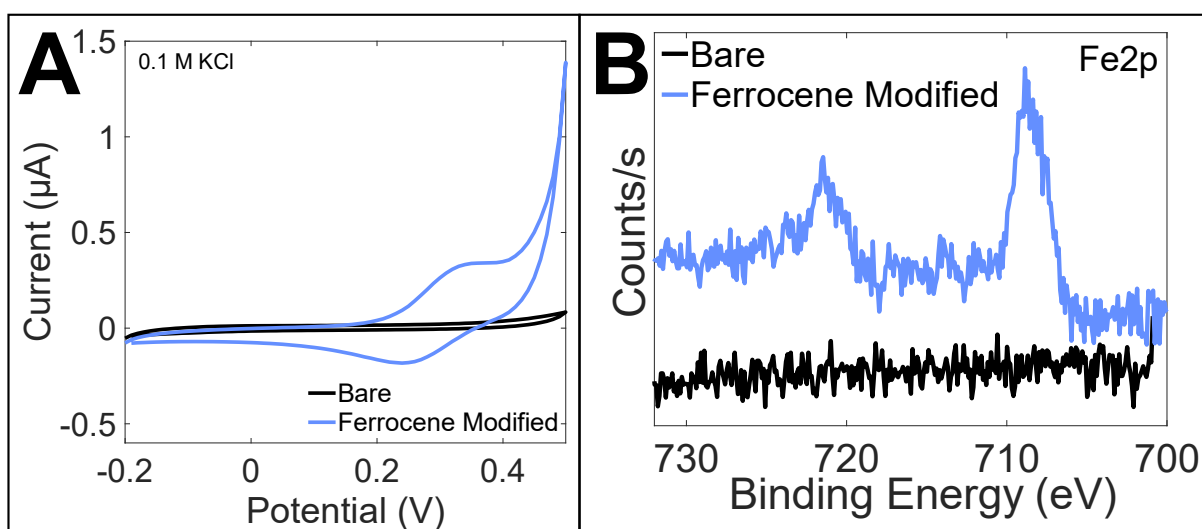 A
0.1 M KCl
1.5
1
0.5
0
-0.5
Current (µA)
Bare
Ferrocene Modified
-0.2
0
0.2
0.4
Potential (V)
B
Bare
Ferrocene Modified
Fe2p
Counts/s
730
720
710
700
Binding Energy (eV)